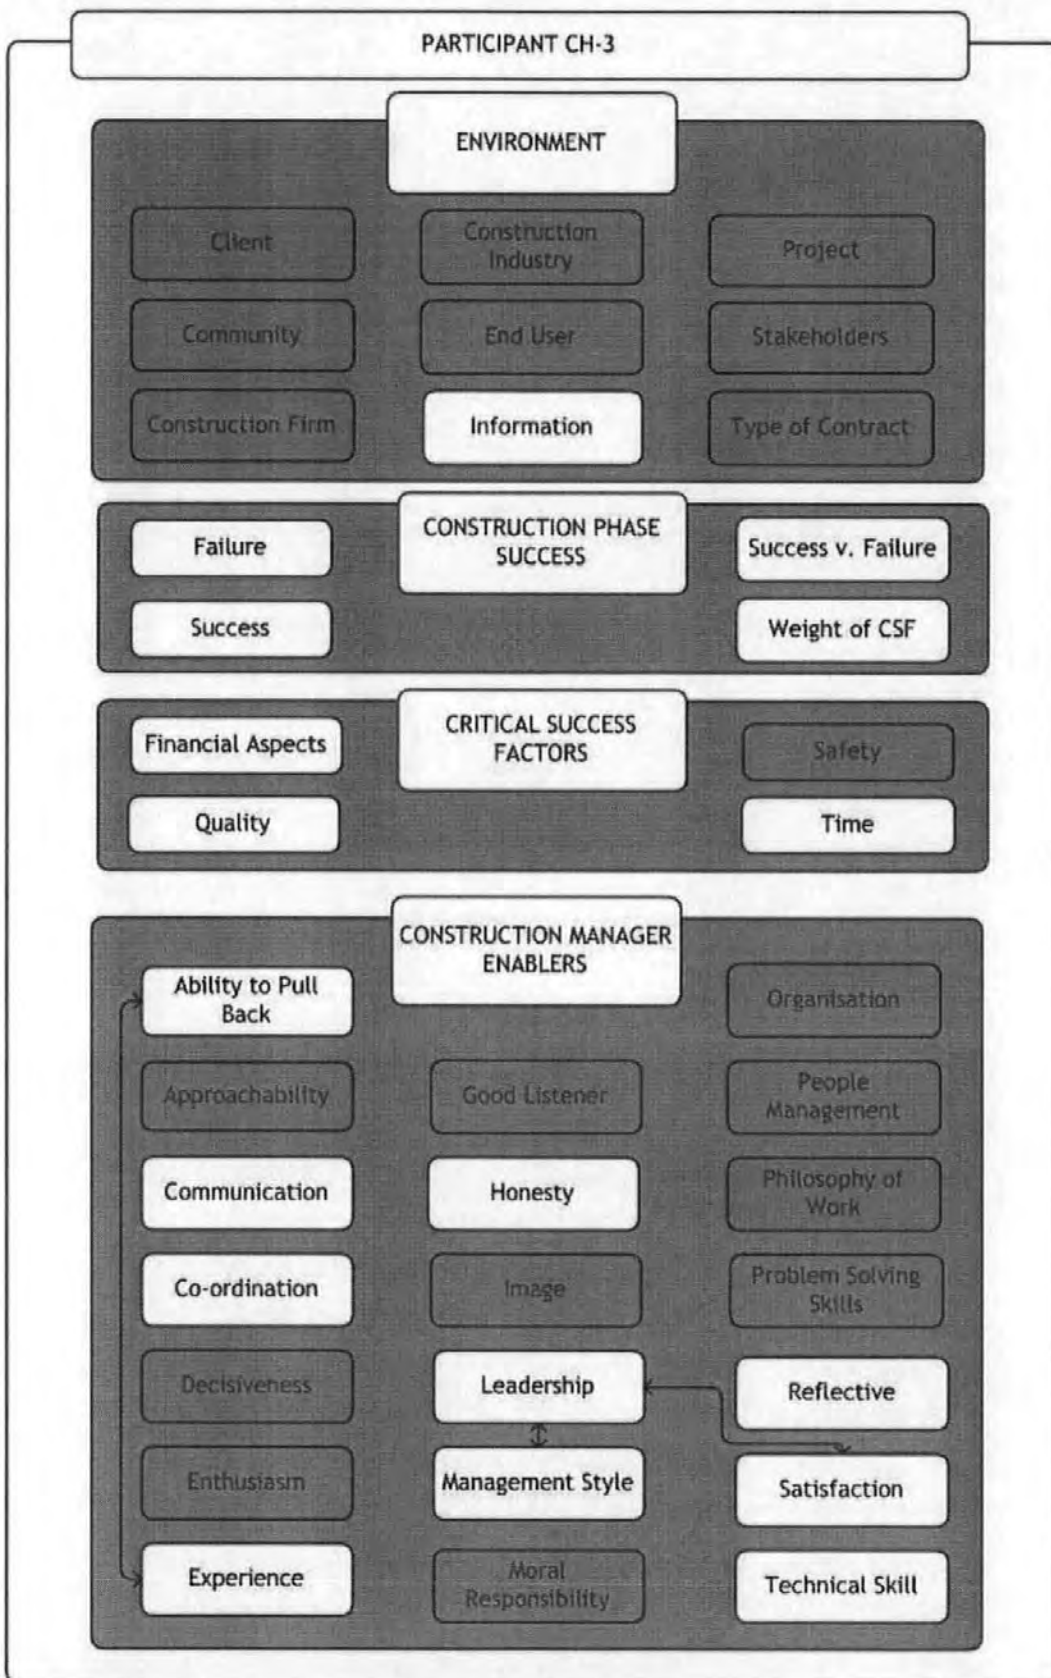 PARTICIPANT CH-3
ENVIRONMENT
Client
Construction
Industry
Project
Community
End User
Stakeholders
Construction Firm
Information
Type of Contract
CONSTRUCTION PHASE
SUCCESS
Failure
Success v. Failure
Success
Weight of CSF
CRITICAL SUCCESS
FACTORS
Financial Aspects
Safety
Quality
Time
CONSTRUCTION MANAGER
ENABLERS
Ability to Pull
Back
Organisation
Approachability
Good Listener
People
Management
Communication
Honesty
Philosophy of
Work
Co-ordination
Image
Problem Solving
Skills
Decisiveness
Leadership
Reflective
Enthusiasm
Management Style
Satisfaction
Experience
Moral
Responsibility
Technical Skill